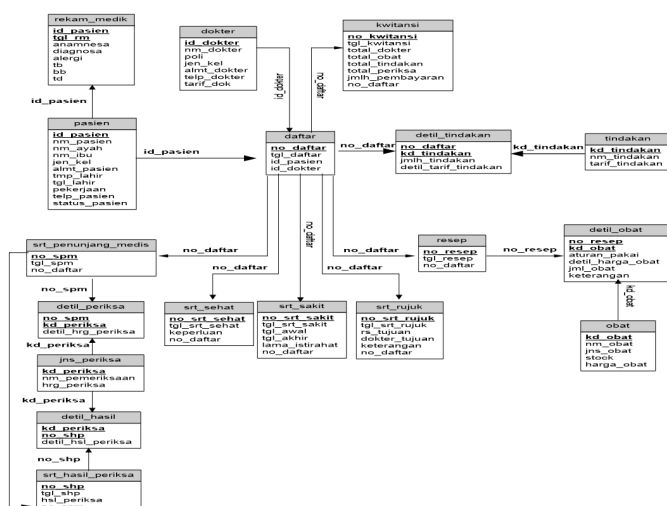 rekam_medik
id_pasien
tgl_rm
anamnesa
diagnosa
alergi
tb
bb
td
dokter
id_dokter
nm_dokter
poli
jen_kel
almt_dokter
telp_dokter
tarif_dok
kwitansi
no_kwitansi
tgl_kwitansi
total_dokter
total_obat
total_tindakan
total_periksa
jmlh_pembayaran
no_daftar
id_pasien
id_dokter
no_daftar
pasien
id_pasien
nm_pasien
nm_ayah
nm_ibu
jen_kel
almt_pasien
tmp_lahir
tgl_lahir
pekerjaan
telp_pasien
status_pasien
id_pasien
daftar
no_daftar
tgl_daftar
id_pasien
id_dokter
no_daftar
detil_tindakan
no_daftar
kd_tindakan
jmlh_tindakan
detil_tarif_tindakan
kd_tindakan
tindakan
kd_tindakan
nm_tindakan
tarif_tindakan
srt_penunjang_medis
no_spm
tgl_spm
no_daftar
no_daftar
no_daftar
no_daftar
no_daftar
no_daftar
resep
no_resep
tgl_resep
no_daftar
no_resep
detil_obat
no_resep
kd_obat
aturan_pakai
detil_harga_obat
jml_obat
keterangan
no_spm
detil_periksa
no_spm
kd_periksa
detil_hrg_periksa
srt_sehat
no_srt_sehat
tgl_srt_sehat
keperluan
no_daftar
srt_sakit
no_srt_sakit
tgl_srt_sakit
tgl_awal
tgl_akhir
lama_istirahat
no_daftar
srt_rujuk
no_srt_rujuk
tgl_srt_rujuk
rs_tujuan
dokter_tujuan
keterangan
no_daftar
kd_obat
obat
kd_obat
nm_obat
jns_obat
stock
harga_obat
kd_periksa
jns_periksa
kd_periksa
nm_pemeriksaan
hrg_periksa
kd_periksa
detil_hasil
kd_periksa
no_shp
detil_hsl_periksa
no_shp
srt_hasil_periksa
no_shp
tgl_shp
hsl_periksa